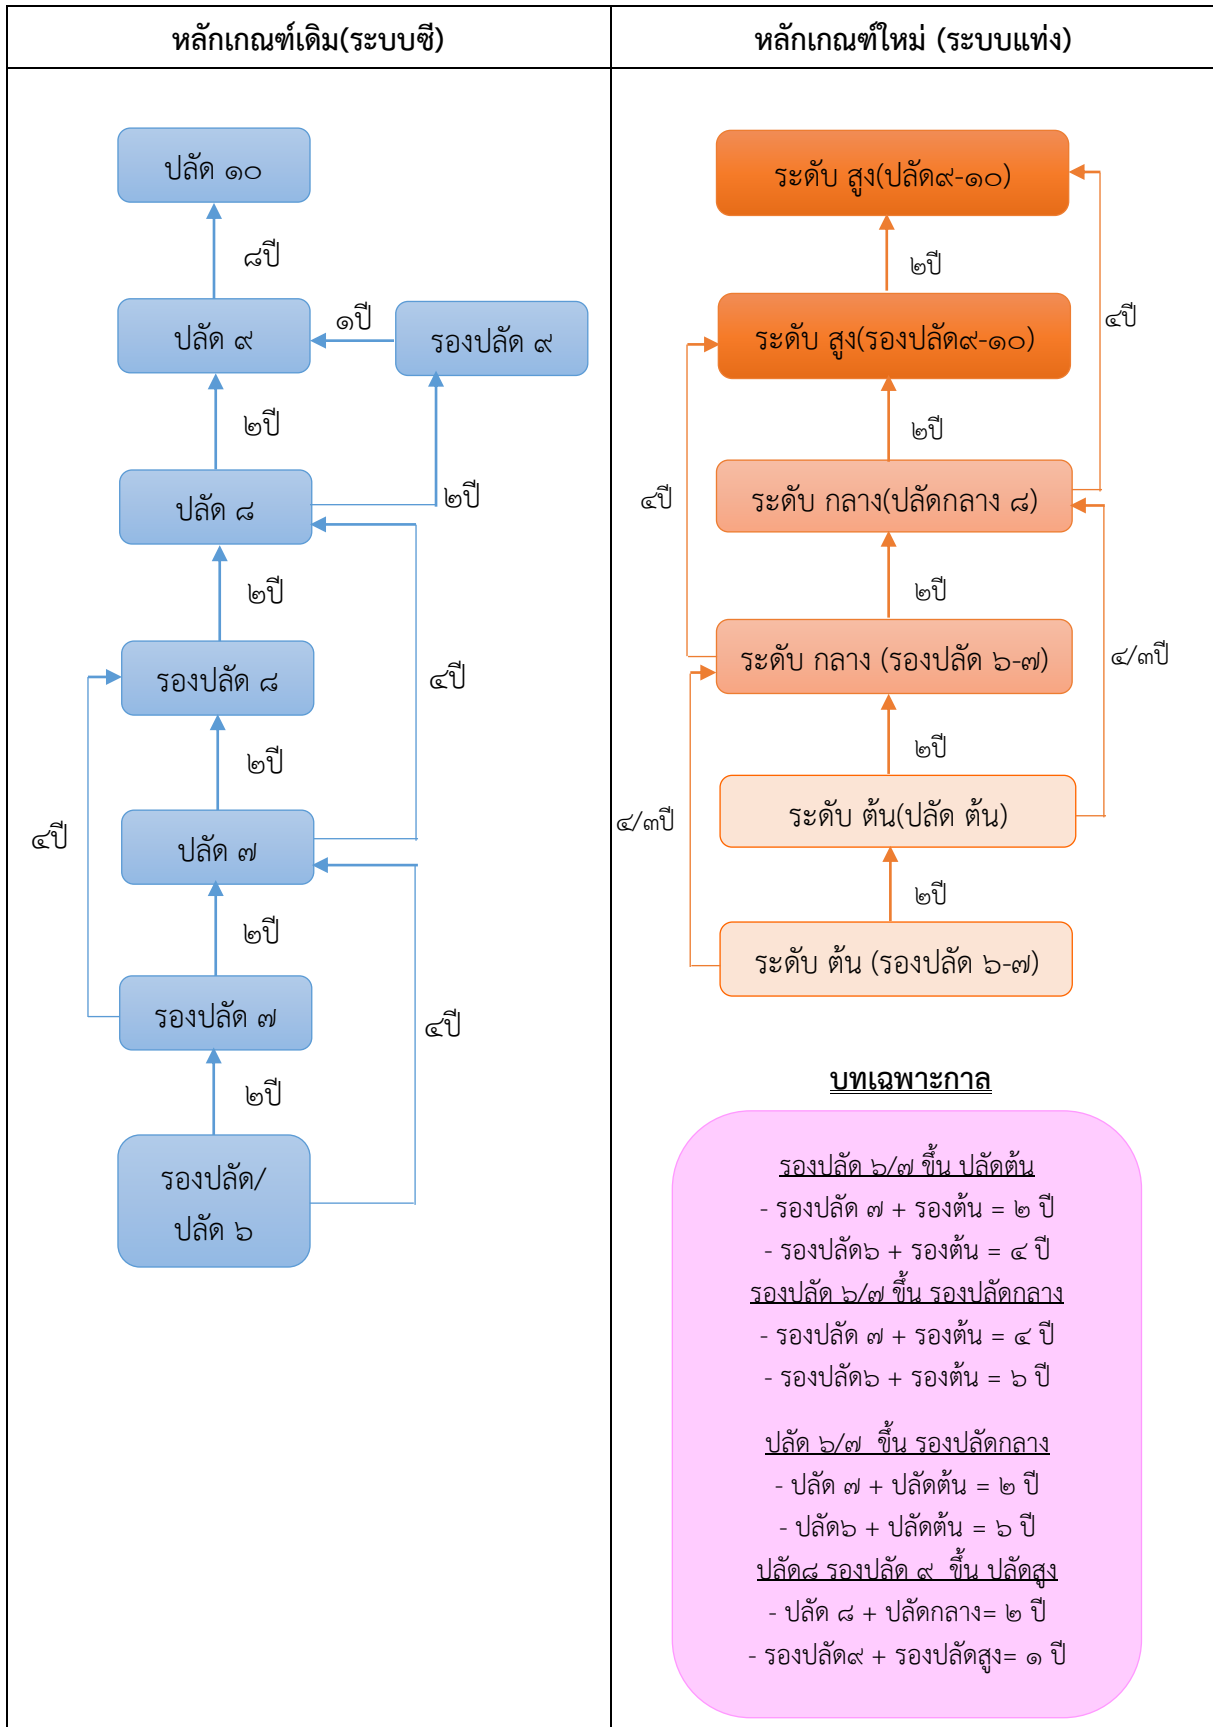 หลักเกณฑ์เดิม(ระบบซี)
ปลัด ๑๐
๘ปี
ปลัด ๙
๑ปี
รองปลัด ๙
๒ปี
ปลัด ๘
๒ปี
๒ปี
รองปลัด ๘
๔ปี
๒ปี
๔ปี
ปลัด ๗
๒ปี
รองปลัด ๗
๔ปี
๒ปี
รองปลัด/
ปลัด ๖
หลักเกณฑ์ใหม่ (ระบบแท่ง)
ระดับ สูง(ปลัด๙-๑๐)
๒ปี
๔ปี
ระดับ สูง(รองปลัด๙-๑๐)
๒ปี
๔ปี
ระดับ กลาง(ปลัดกลาง ๘)
๒ปี
ระดับ กลาง (รองปลัด ๖-๗)
๔/๓ปี
๒ปี
๔/๓ปี
ระดับ ต้น(ปลัด ต้น)
๒ปี
ระดับ ต้น (รองปลัด ๖-๗)
บทเฉพาะกาล
รองปลัด ๖/๗ ขึ้น ปลัดต้น
- รองปลัด ๗ + รองต้น = ๒ ปี
- รองปลัด๖ + รองต้น = ๔ ปี
รองปลัด ๖/๗ ขึ้น รองปลัดกลาง
- รองปลัด ๗ + รองต้น = ๔ ปี
- รองปลัด๖ + รองต้น = ๖ ปี
ปลัด ๖/๗ ขึ้น รองปลัดกลาง
- ปลัด ๗ + ปลัดต้น = ๒ ปี
- ปลัด๖ + ปลัดต้น = ๖ ปี
ปลัด๘ รองปลัด ๙ ขึ้น ปลัดสูง
- ปลัด ๘ + ปลัดกลาง= ๒ ปี
- รองปลัด๙ + รองปลัดสูง= ๑ ปี